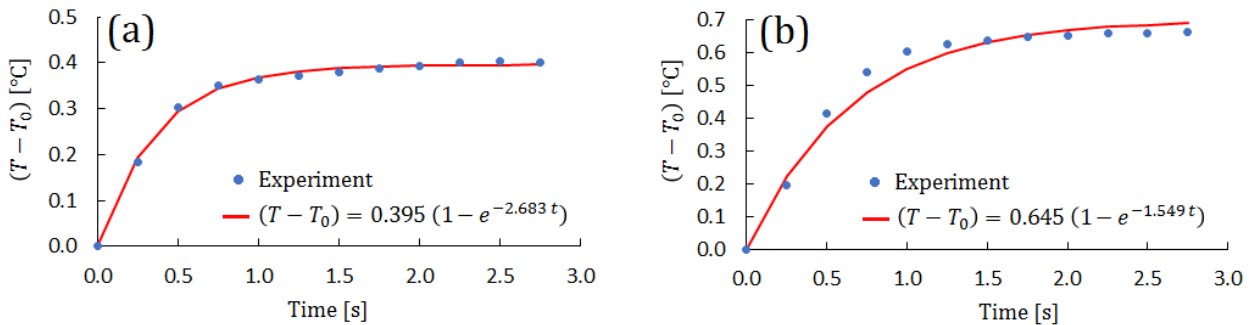 (a)
(T − T₀) [°C]
0.5
0.4
0.3
0.2
0.1
0.0
Experiment
(T − T₀) = 0.395 (1 − e^−2.683 t)
0.0 0.5 1.0 1.5 2.0 2.5 3.0
Time [s]
(b)
(T − T₀) [°C]
0.7
0.6
0.5
0.4
0.3
0.2
0.1
0.0
Experiment
(T − T₀) = 0.645 (1 − e^−1.549 t)
0.0 0.5 1.0 1.5 2.0 2.5 3.0
Time [s]